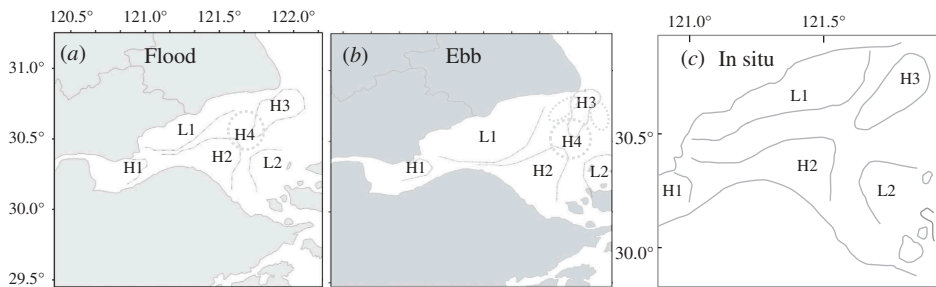 120.5° 121.0° 121.5° 122.0°
121.0° 121.5°
31.0°
30.5°
30.0°
29.5°
(a) Flood
H3
L1
H4
H2
H1
L2
(b) Ebb
H3
L1
H4
H1
H2
L2
30.5°
30.0°
(c) In situ
H3
L1
H2
H1
L2